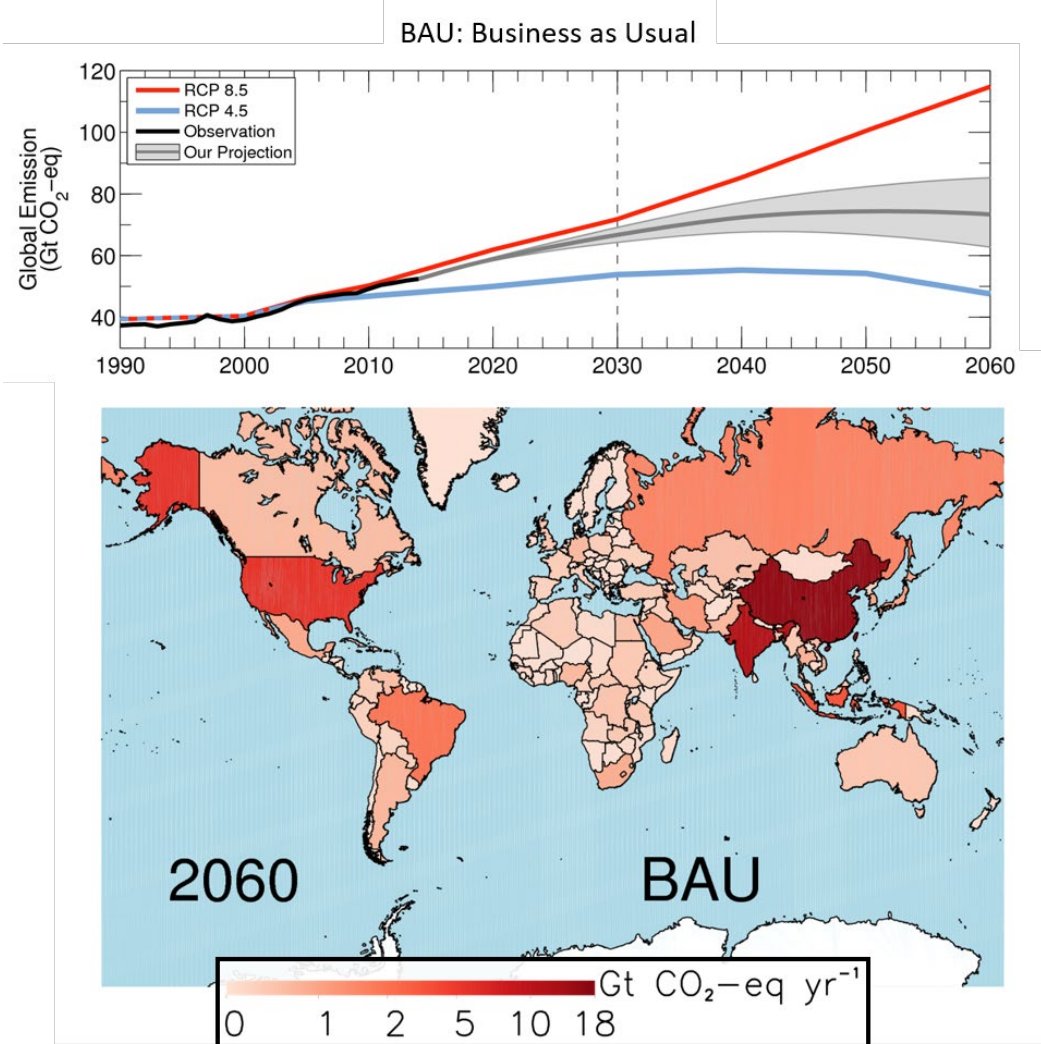 BAU: Business as Usual
120
100
80
60
40
Global Emission
(Gt CO₂-eq)
RCP 8.5
RCP 4.5
Observation
Our Projection
1990 2000 2010 2020 2030 2040 2050 2060
2060 BAU
Gt CO₂-eq yr⁻¹
0 1 2 5 10 18